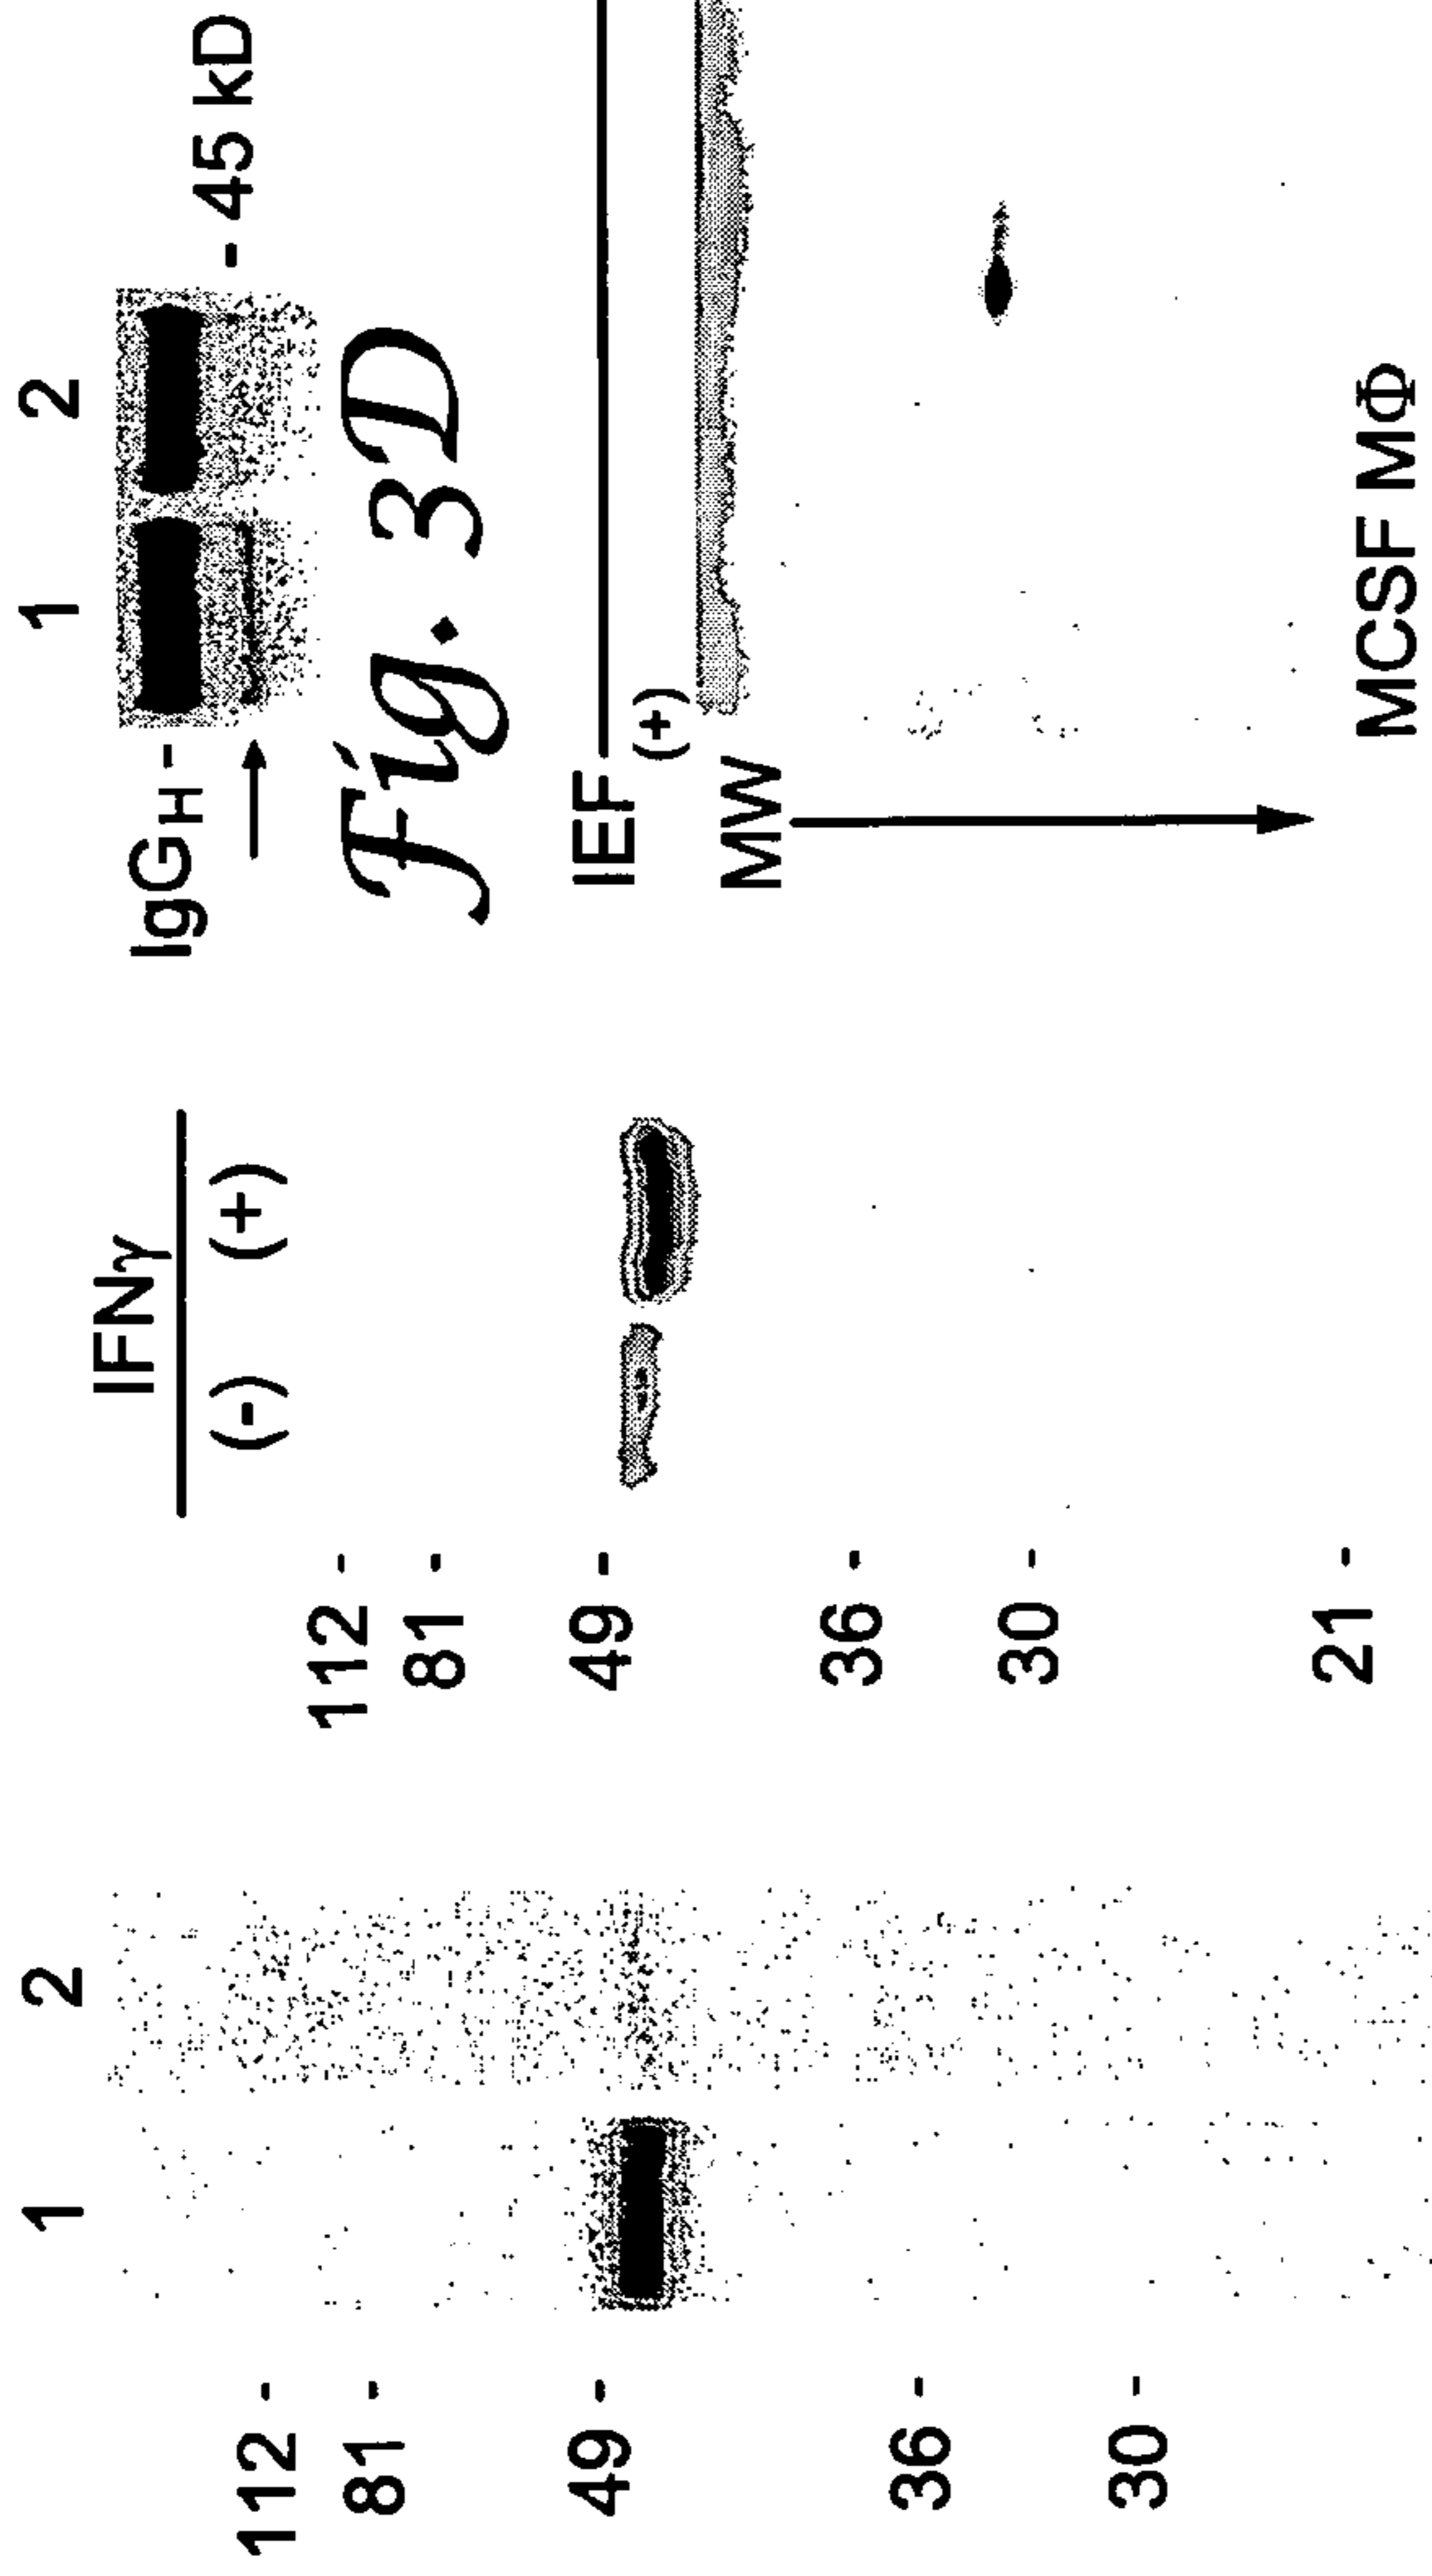 1 2
112 -
81 -
49 -
36 -
30 -
IFNγ
(-) (+)
112 -
81 -
49 -
36 -
30 -
21 -
1 2
IgGH -
- 45 kD
Fig. 3D
IEF
(+)
MW
MCSF MΦ